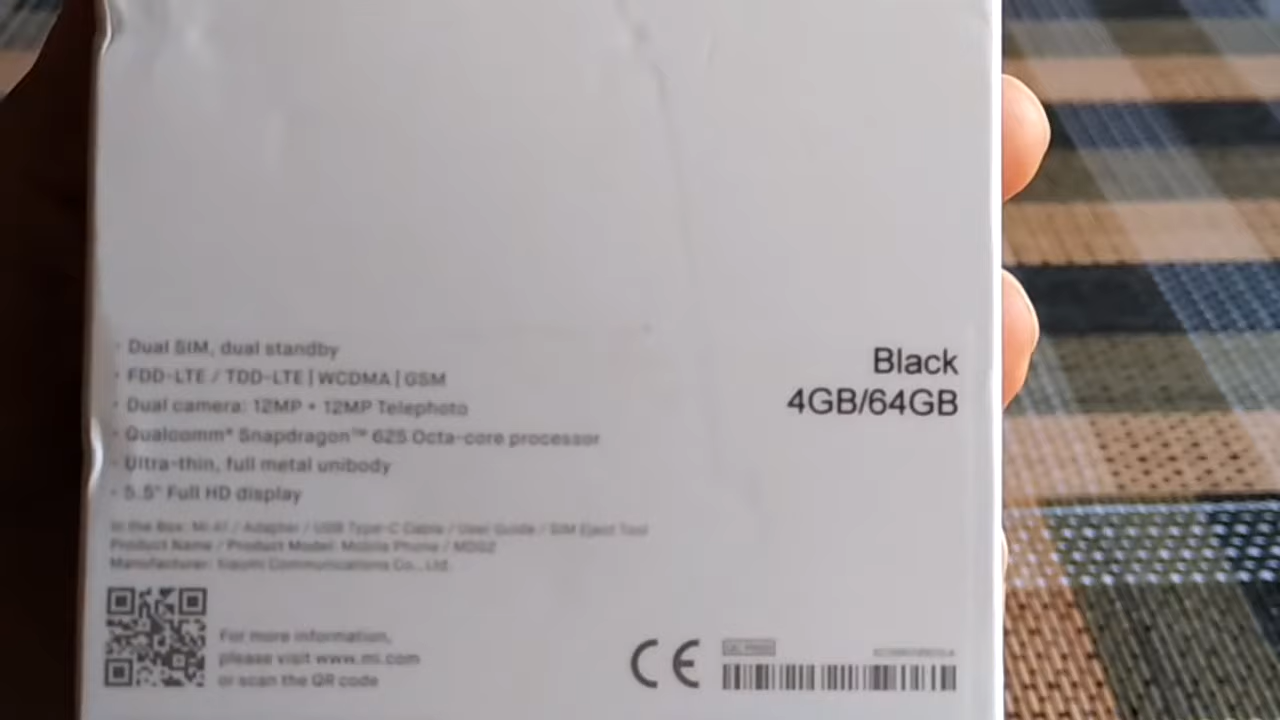 · Dual SIM, dual standby
· FDD-LTE / TDD-LTE | WCDMA | GSM
· Dual camera: 12MP + 12MP Telephoto
· Qualcomm® Snapdragon™ 625 Octa-core processor
· Ultra-thin, full metal unibody
· 5.5" Full HD display
Black
4GB/64GB
In the Box: Mi A1 / Adapter / USB Type-C Cable / User Guide / SIM Eject Tool
Product Name / Product Model: Mobile Phone / MDG2
Manufacturer: Xiaomi Communications Co., Ltd.
For more information,
please visit www.mi.com
or scan the QR code
CE